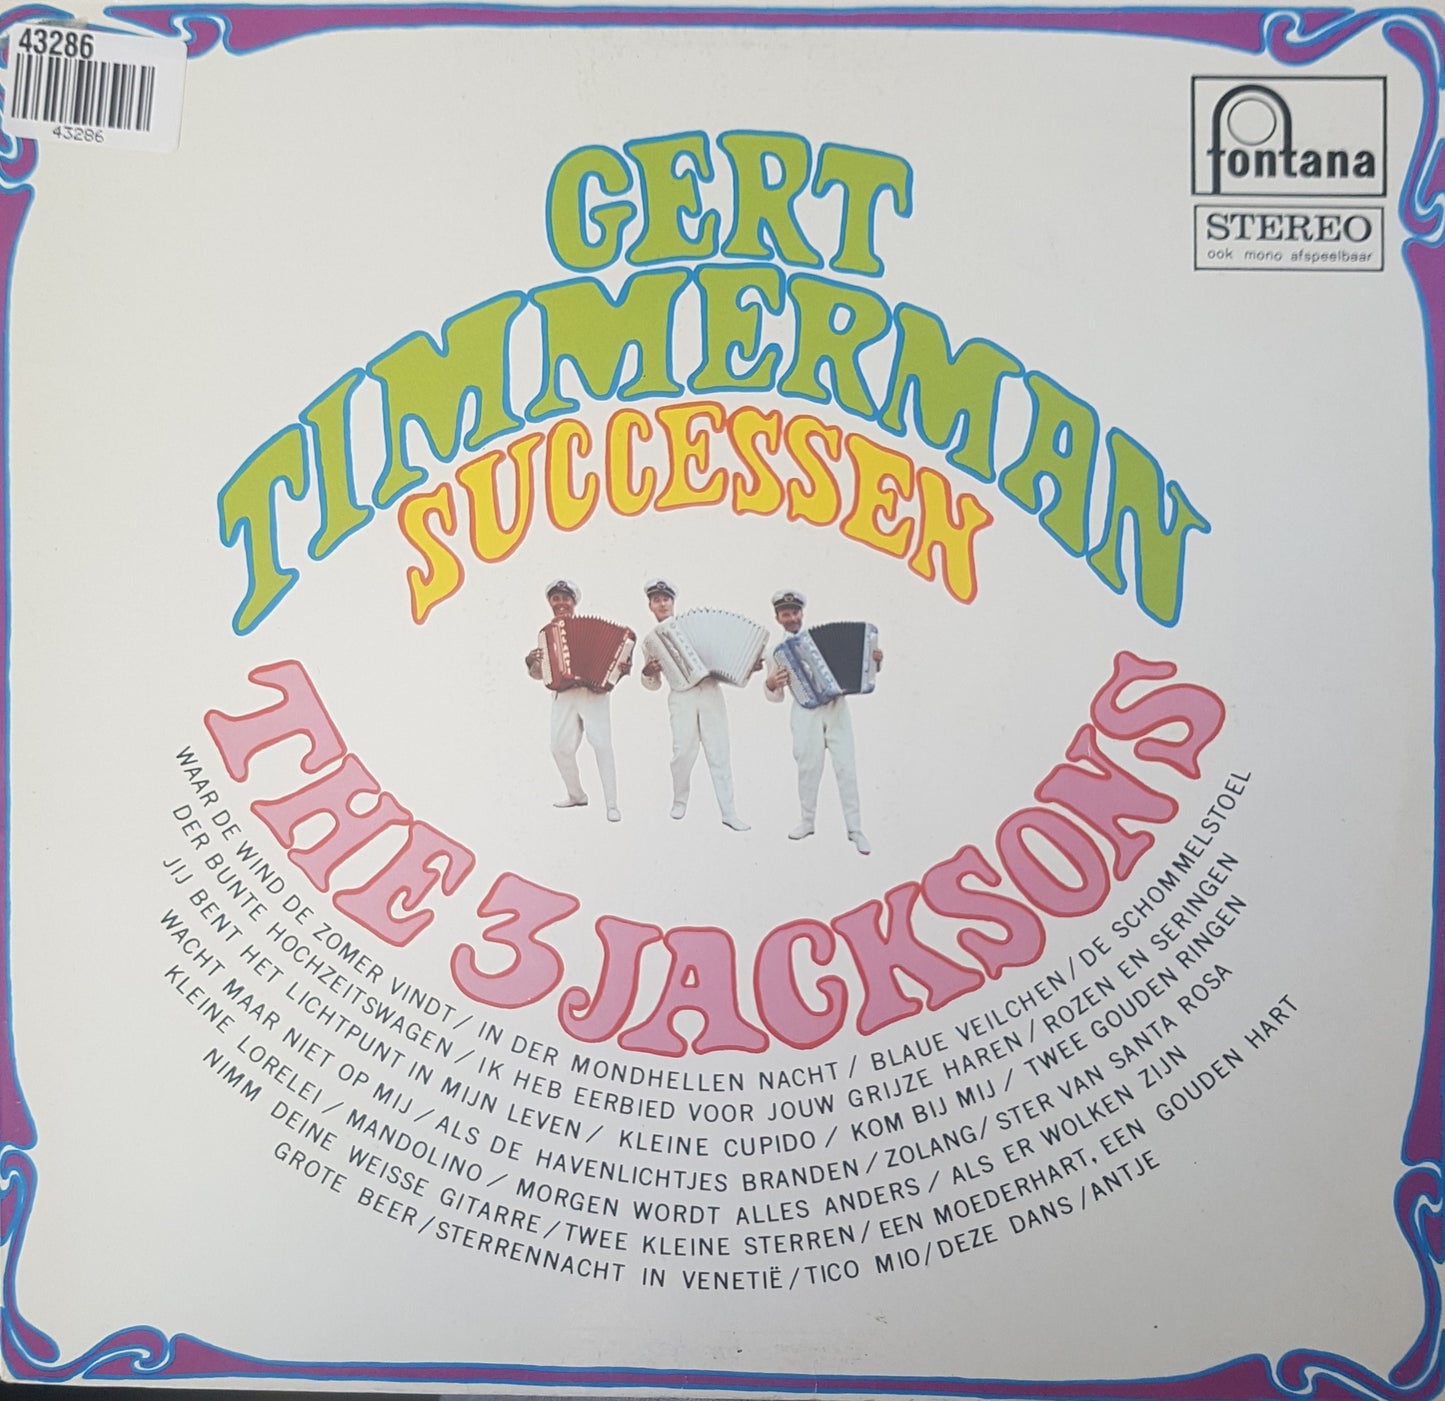 43286
43286
fontana
STEREO
ook mono afspeelbaar
GERT
TIMMERMAN
SUCCESSEN
THE 3 JACKSONS
WAAR DE WIND DE ZOMER VINDT / IN DER MONDHELLEN NACHT / BLAUE VEILCHEN / DE SCHOMMELSTOEL
DER BUNTE HOCHZEITSWAGEN / IK HEB EERBIED VOOR JOUW GRIJZE HAREN / ROZEN EN SERINGEN
JIJ BENT HET LICHTPUNT IN MIJN LEVEN / KLEINE CUPIDO / KOM BIJ MIJ / TWEE GOUDEN RINGEN
WACHT MAAR NIET OP MIJ / ALS DE HAVENLICHTJES BRANDEN / ZOLANG / STER VAN SANTA ROSA
KLEINE LORELEI / MANDOLINO / MORGEN WORDT ALLES ANDERS / ALS ER WOLKEN ZIJN
NIMM DEINE WEISSE GITARRE / TWEE KLEINE STERREN / EEN MOEDERHART, EEN GOUDEN HART
GROTE BEER / STERRENNACHT IN VENETIË / TICO MIO / DEZE DANS / ANTJE